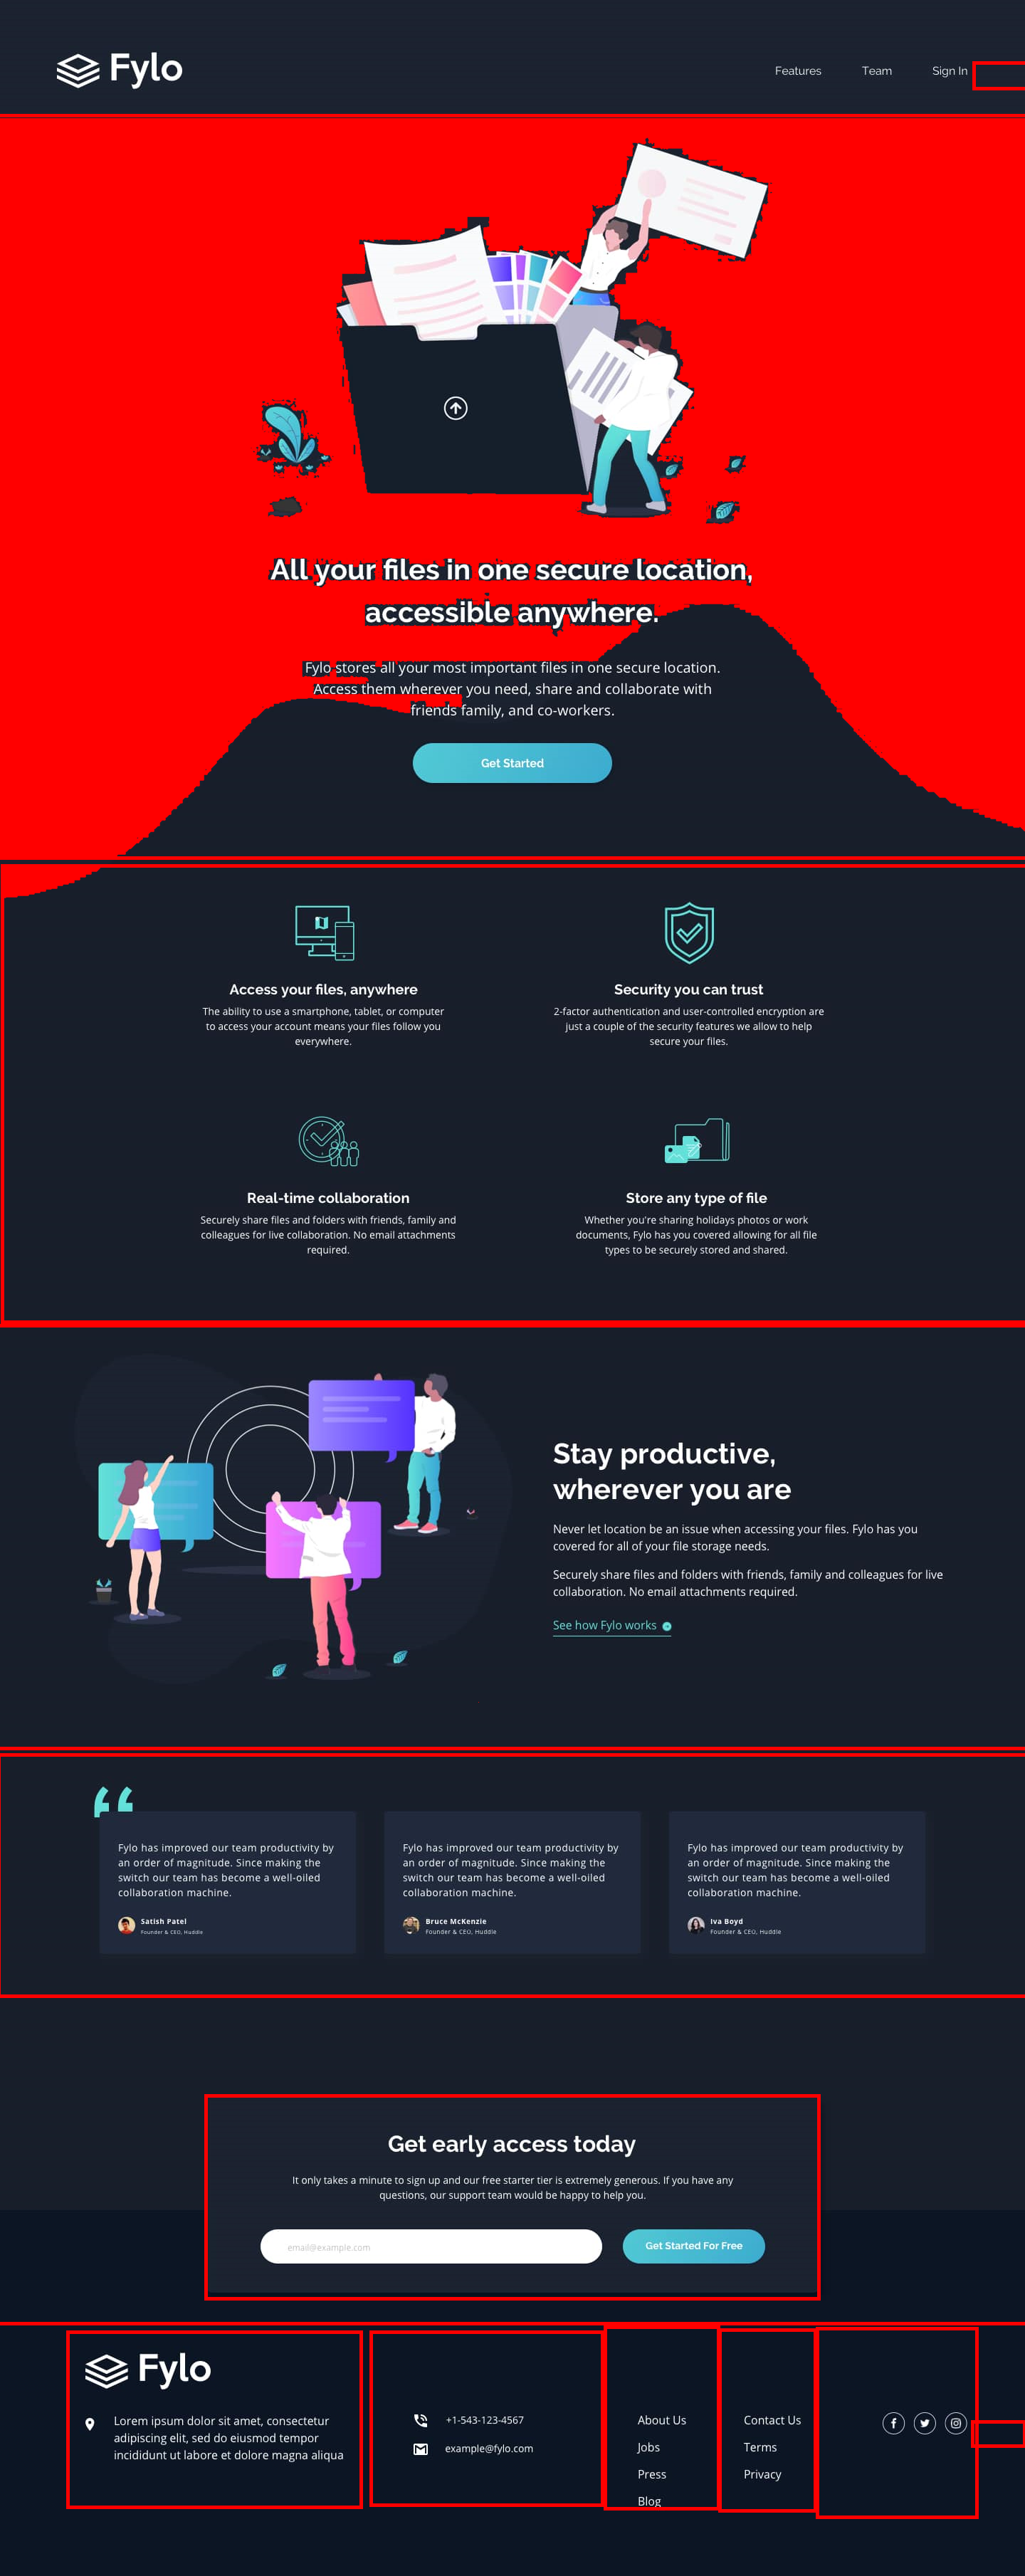 Fylo
Features Team Sign In
All your files in one secure location,
accessible anywhere.
Fylo stores all your most important files in one secure location.
Access them wherever you need, share and collaborate with
friends family, and co-workers.
Get Started
Access your files, anywhere
The ability to use a smartphone, tablet, or computer
to access your account means your files follow you
everywhere.
Security you can trust
2-factor authentication and user-controlled encryption are
just a couple of the security features we allow to help
secure your files.
Real-time collaboration
Securely share files and folders with friends, family and
colleagues for live collaboration. No email attachments
required.
Store any type of file
Whether you're sharing holidays photos or work
documents, Fylo has you covered allowing for all file
types to be securely stored and shared.
Stay productive,
wherever you are
Never let location be an issue when accessing your files. Fylo has you
covered for all of your file storage needs.
Securely share files and folders with friends, family and colleagues for live
collaboration. No email attachments required.
See how Fylo works
Fylo has improved our team productivity by
an order of magnitude. Since making the
switch our team has become a well-oiled
collaboration machine.
Satish Patel
Founder & CEO, Huddle
Fylo has improved our team productivity by
an order of magnitude. Since making the
switch our team has become a well-oiled
collaboration machine.
Bruce McKenzie
Founder & CEO, Huddle
Fylo has improved our team productivity by
an order of magnitude. Since making the
switch our team has become a well-oiled
collaboration machine.
Iva Boyd
Founder & CEO, Huddle
Get early access today
It only takes a minute to sign up and our free starter tier is extremely generous. If you have any
questions, our support team would be happy to help you.
email@example.com
Get Started For Free
Fylo
Lorem ipsum dolor sit amet, consectetur
adipiscing elit, sed do eiusmod tempor
incididunt ut labore et dolore magna aliqua
+1-543-123-4567
example@fylo.com
About Us
Jobs
Press
Blog
Contact Us
Terms
Privacy